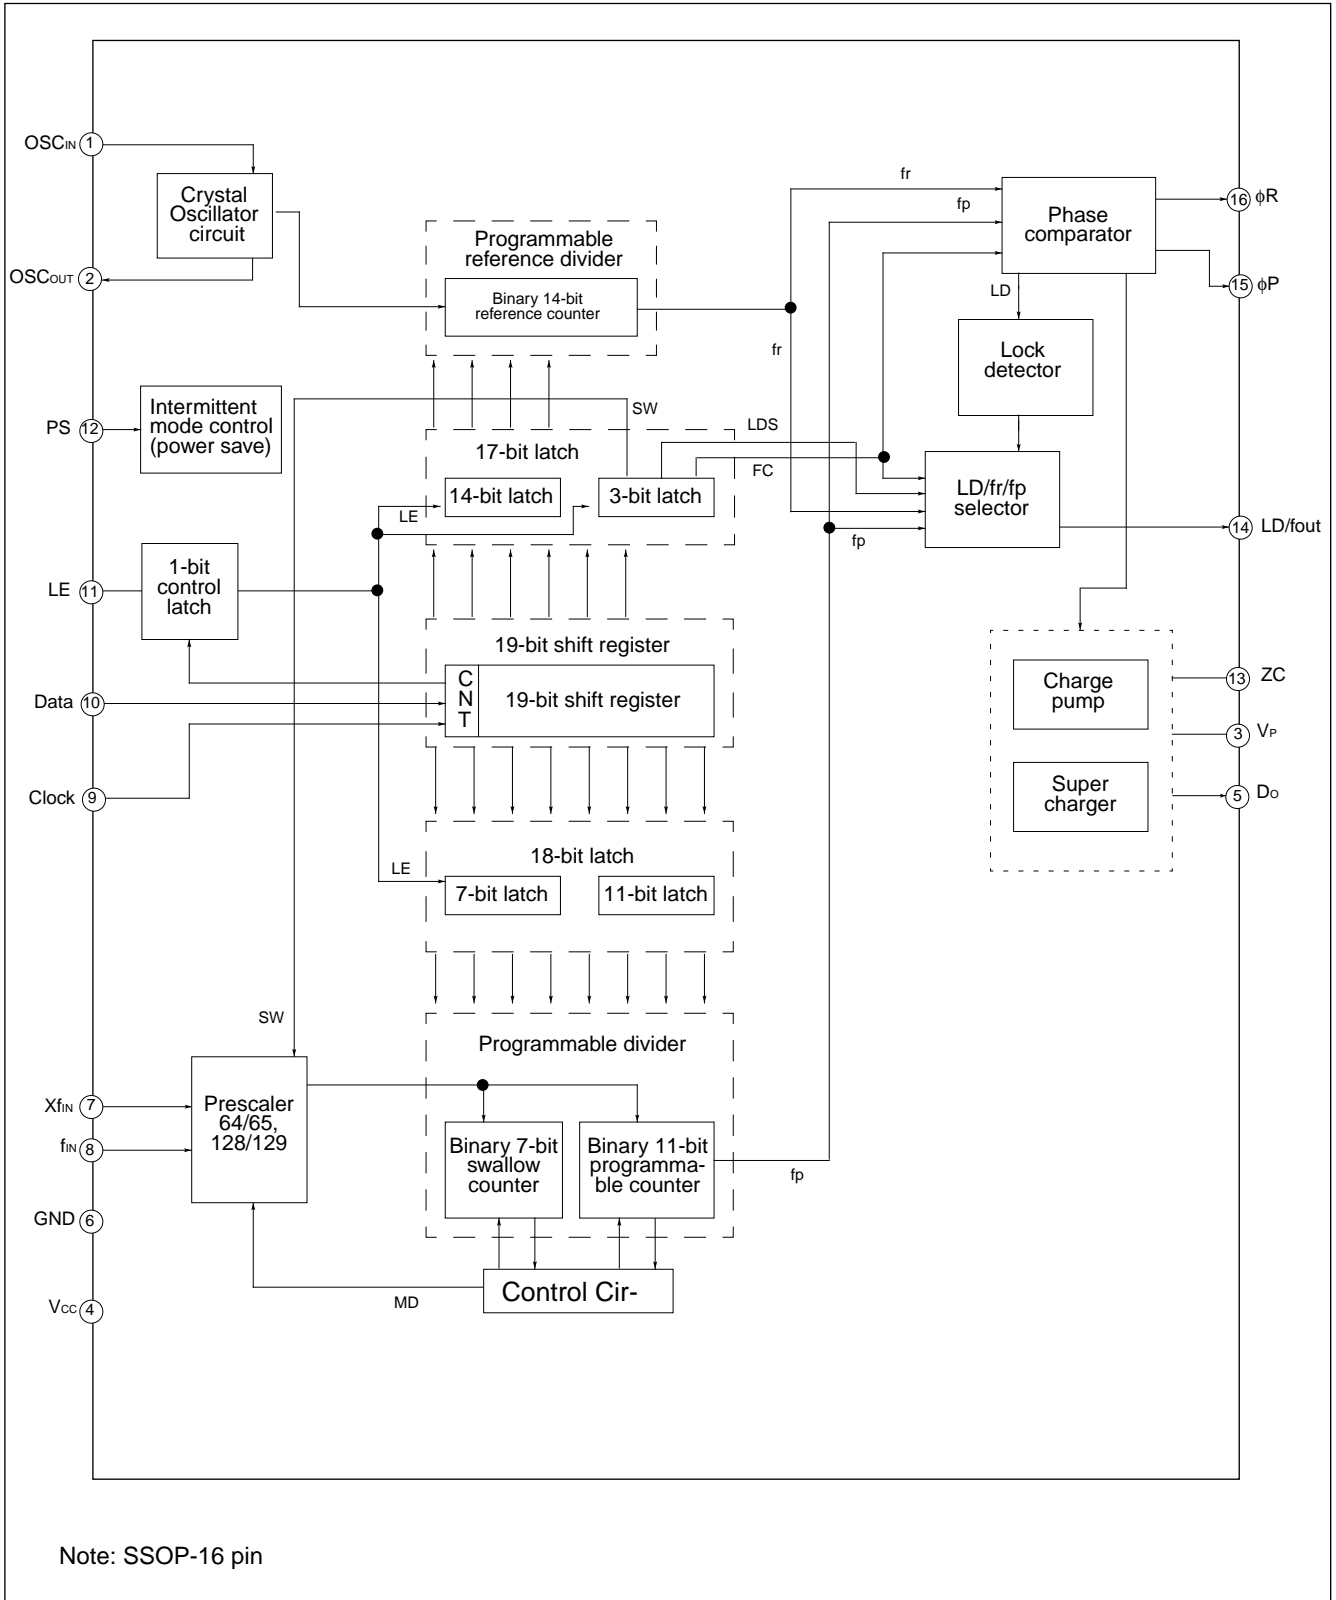 OSCIN 1
Crystal
Oscillator
circuit
OSCOUT 2
Programmable
reference divider
Binary 14-bit
reference counter
fr
fr
fp
Phase
comparator
16 φR
15 φP
LD
Lock
detector
PS 12
Intermittent
mode control
(power save)
SW
LDS
FC
17-bit latch
14-bit latch
3-bit latch
LE
LD/fr/fp
selector
fp
14 LD/fout
LE 11
1-bit
control
latch
19-bit shift register
C
N
T
19-bit shift register
Data 10
Clock 9
Charge
pump
Super
charger
13 ZC
3 VP
5 DO
18-bit latch
LE
7-bit latch
11-bit latch
SW
Programmable divider
XfIN 7
fIN 8
Prescaler
64/65,
128/129
Binary 7-bit
swallow
counter
Binary 11-bit
programma-
ble counter
fp
GND 6
VCC 4
MD
Control Cir-
Note: SSOP-16 pin